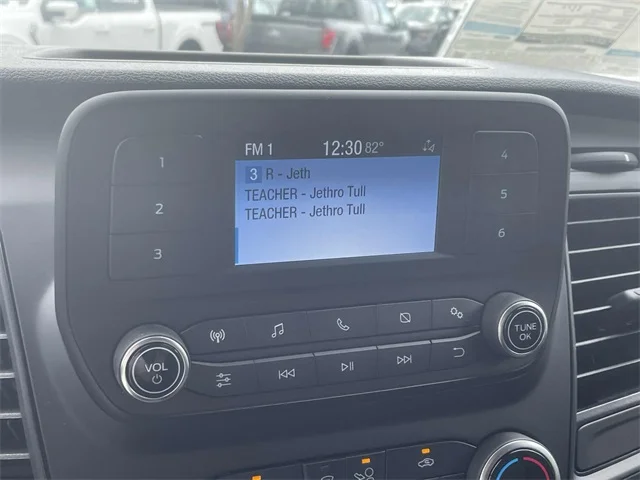 FM 1 12:30 82°
3 R - Jeth
TEACHER - Jethro Tull
TEACHER - Jethro Tull
1
2
3
4
5
6
VOL
TUNE
OK